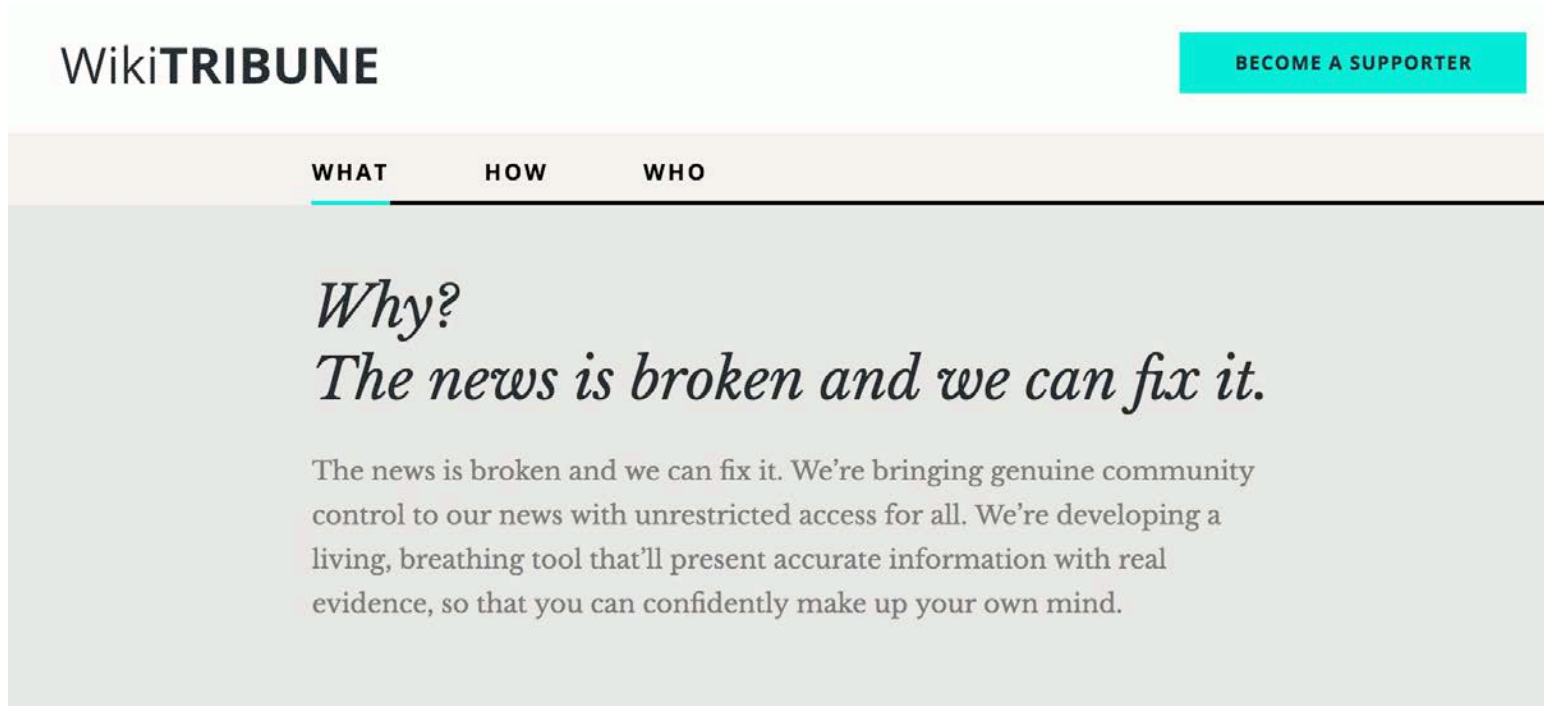 WikiTRIBUNE
BECOME A SUPPORTER
WHAT HOW WHO
Why?
The news is broken and we can fix it.
The news is broken and we can fix it. We’re bringing genuine community
control to our news with unrestricted access for all. We’re developing a
living, breathing tool that’ll present accurate information with real
evidence, so that you can confidently make up your own mind.